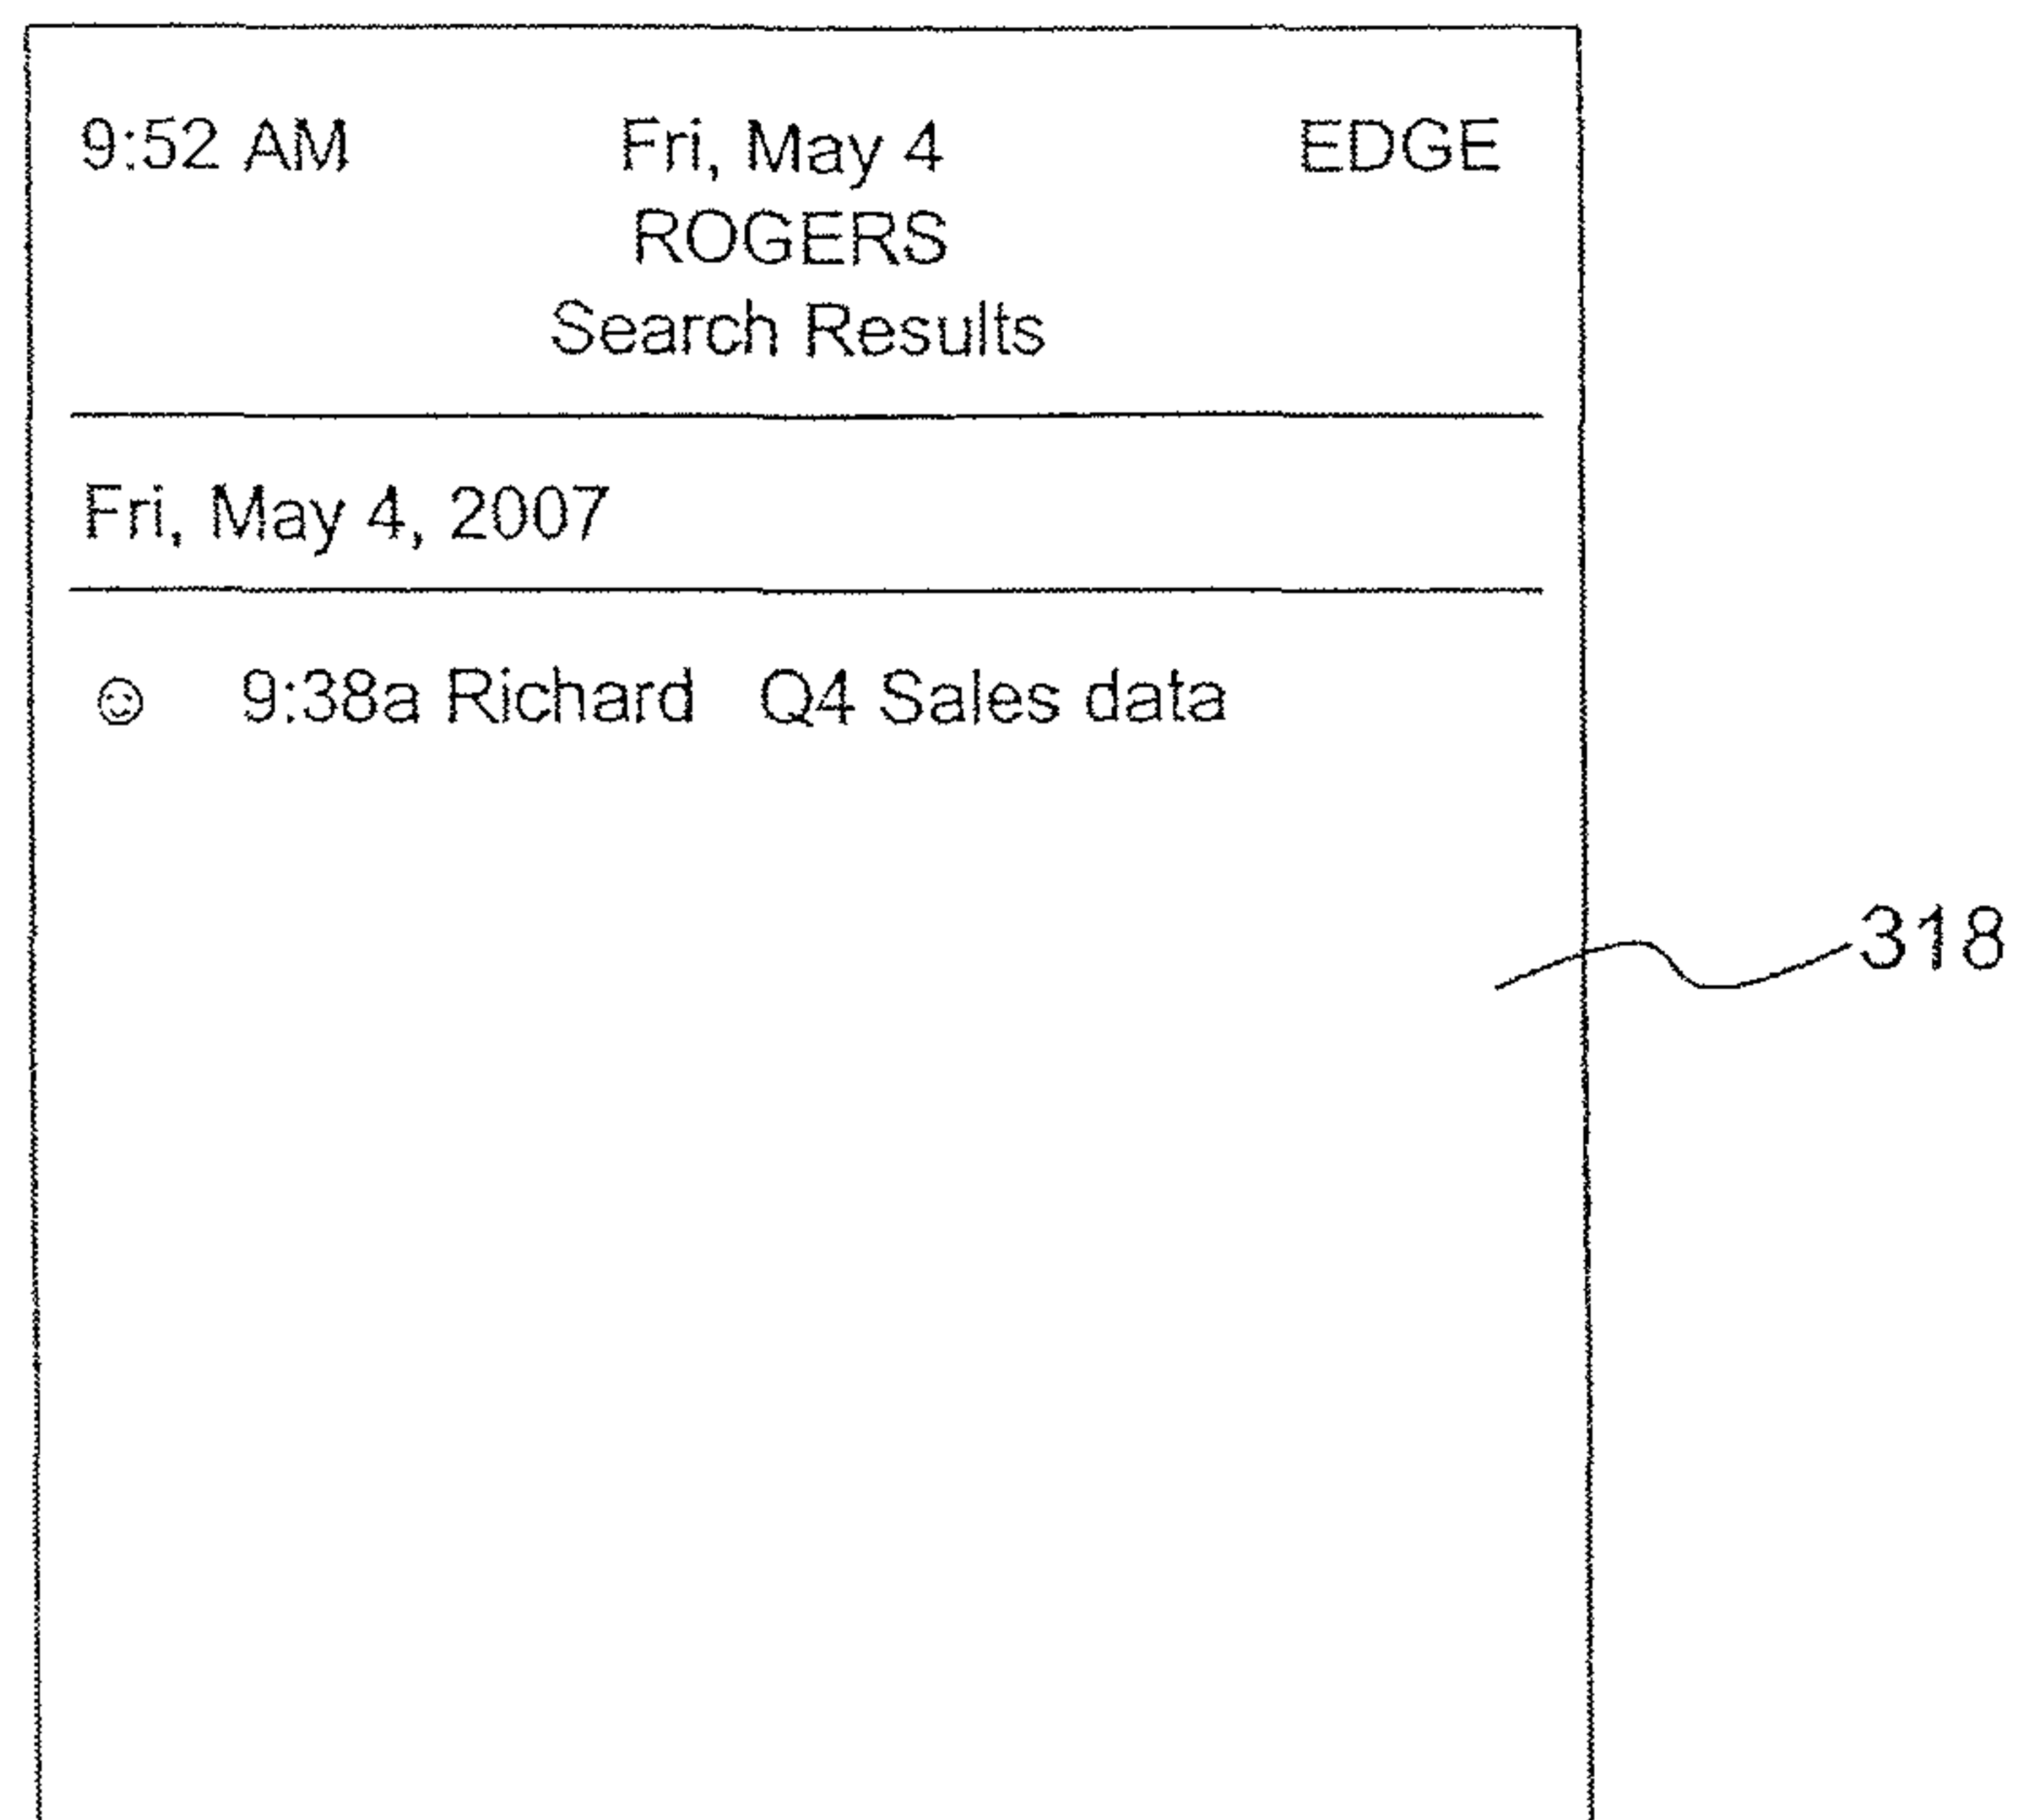 9:52 AM Fri, May 4 EDGE
ROGERS
Search Results
Fri, May 4, 2007
☺ 9:38a Richard Q4 Sales data
318